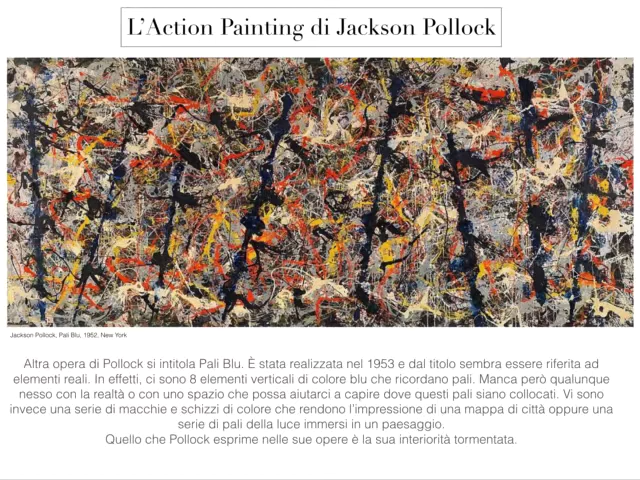 L’Action Painting di Jackson Pollock
Jackson Pollock, Pali Blu, 1952, New York
Altra opera di Pollock si intitola Pali Blu. È stata realizzata nel 1953 e dal titolo sembra essere riferita ad
elementi reali. In effetti, ci sono 8 elementi verticali di colore blu che ricordano pali. Manca però qualunque
nesso con la realtà o con uno spazio che possa aiutarci a capire dove questi pali siano collocati. Vi sono
invece una serie di macchie e schizzi di colore che rendono l’impressione di una mappa di città oppure una
serie di pali della luce immersi in un paesaggio.
Quello che Pollock esprime nelle sue opere è la sua interiorità tormentata.